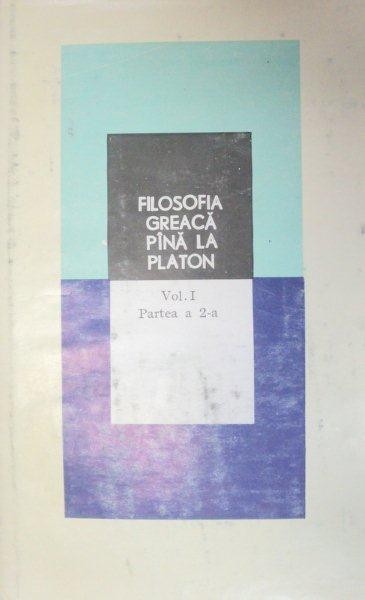 FILOSOFIA
GREACĂ
PÎNĂ LA
PLATON
Vol. I
Partea a 2-a